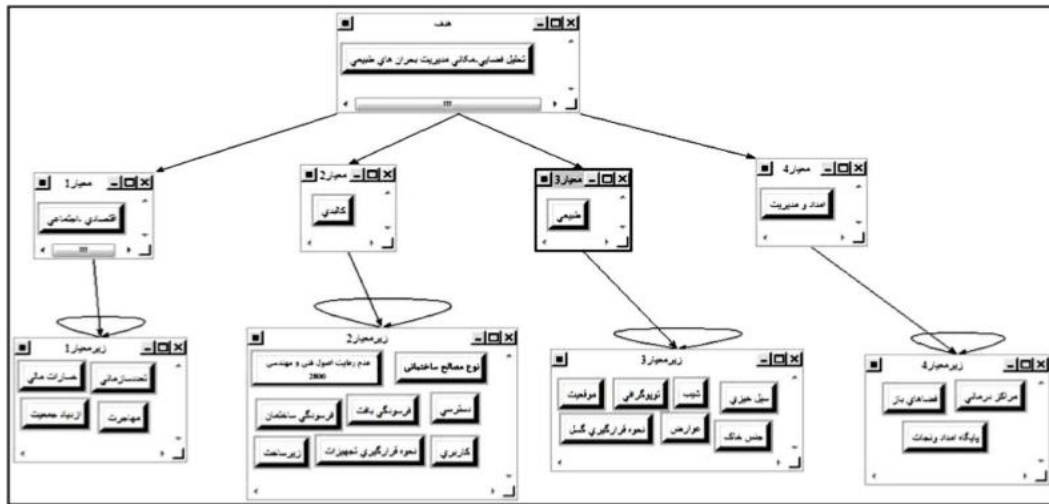 هدف
تحلیل فضایی-مکانی مدیریت بحران های طبیعی
معیار1
اقتصادی -اجتماعی
معیار2
کالبدی
معیار3
طبیعی
معیار4
امداد و مدیریت
زیرمعیار1
خسارات مالی
تعددسازمانی
ازدیاد جمعیت
مهاجرت
زیرمعیار2
عدم رعایت اصول فنی و مهندسی
2800
نوع مصالح ساختمانی
فرسودگی ساختمان
فرسودگی بافت
دسترسی
زیرساخت
نحوه قرارگیری تجهیزات
کاربری
زیرمعیار3
موقعیت
توپوگرافی
شیب
سیل خیزی
نحوه قرارگیری گسل
عوارض
جنس خاک
زیرمعیار4
فضاهای باز
مراکز درمانی
پایگاه امداد ونجات